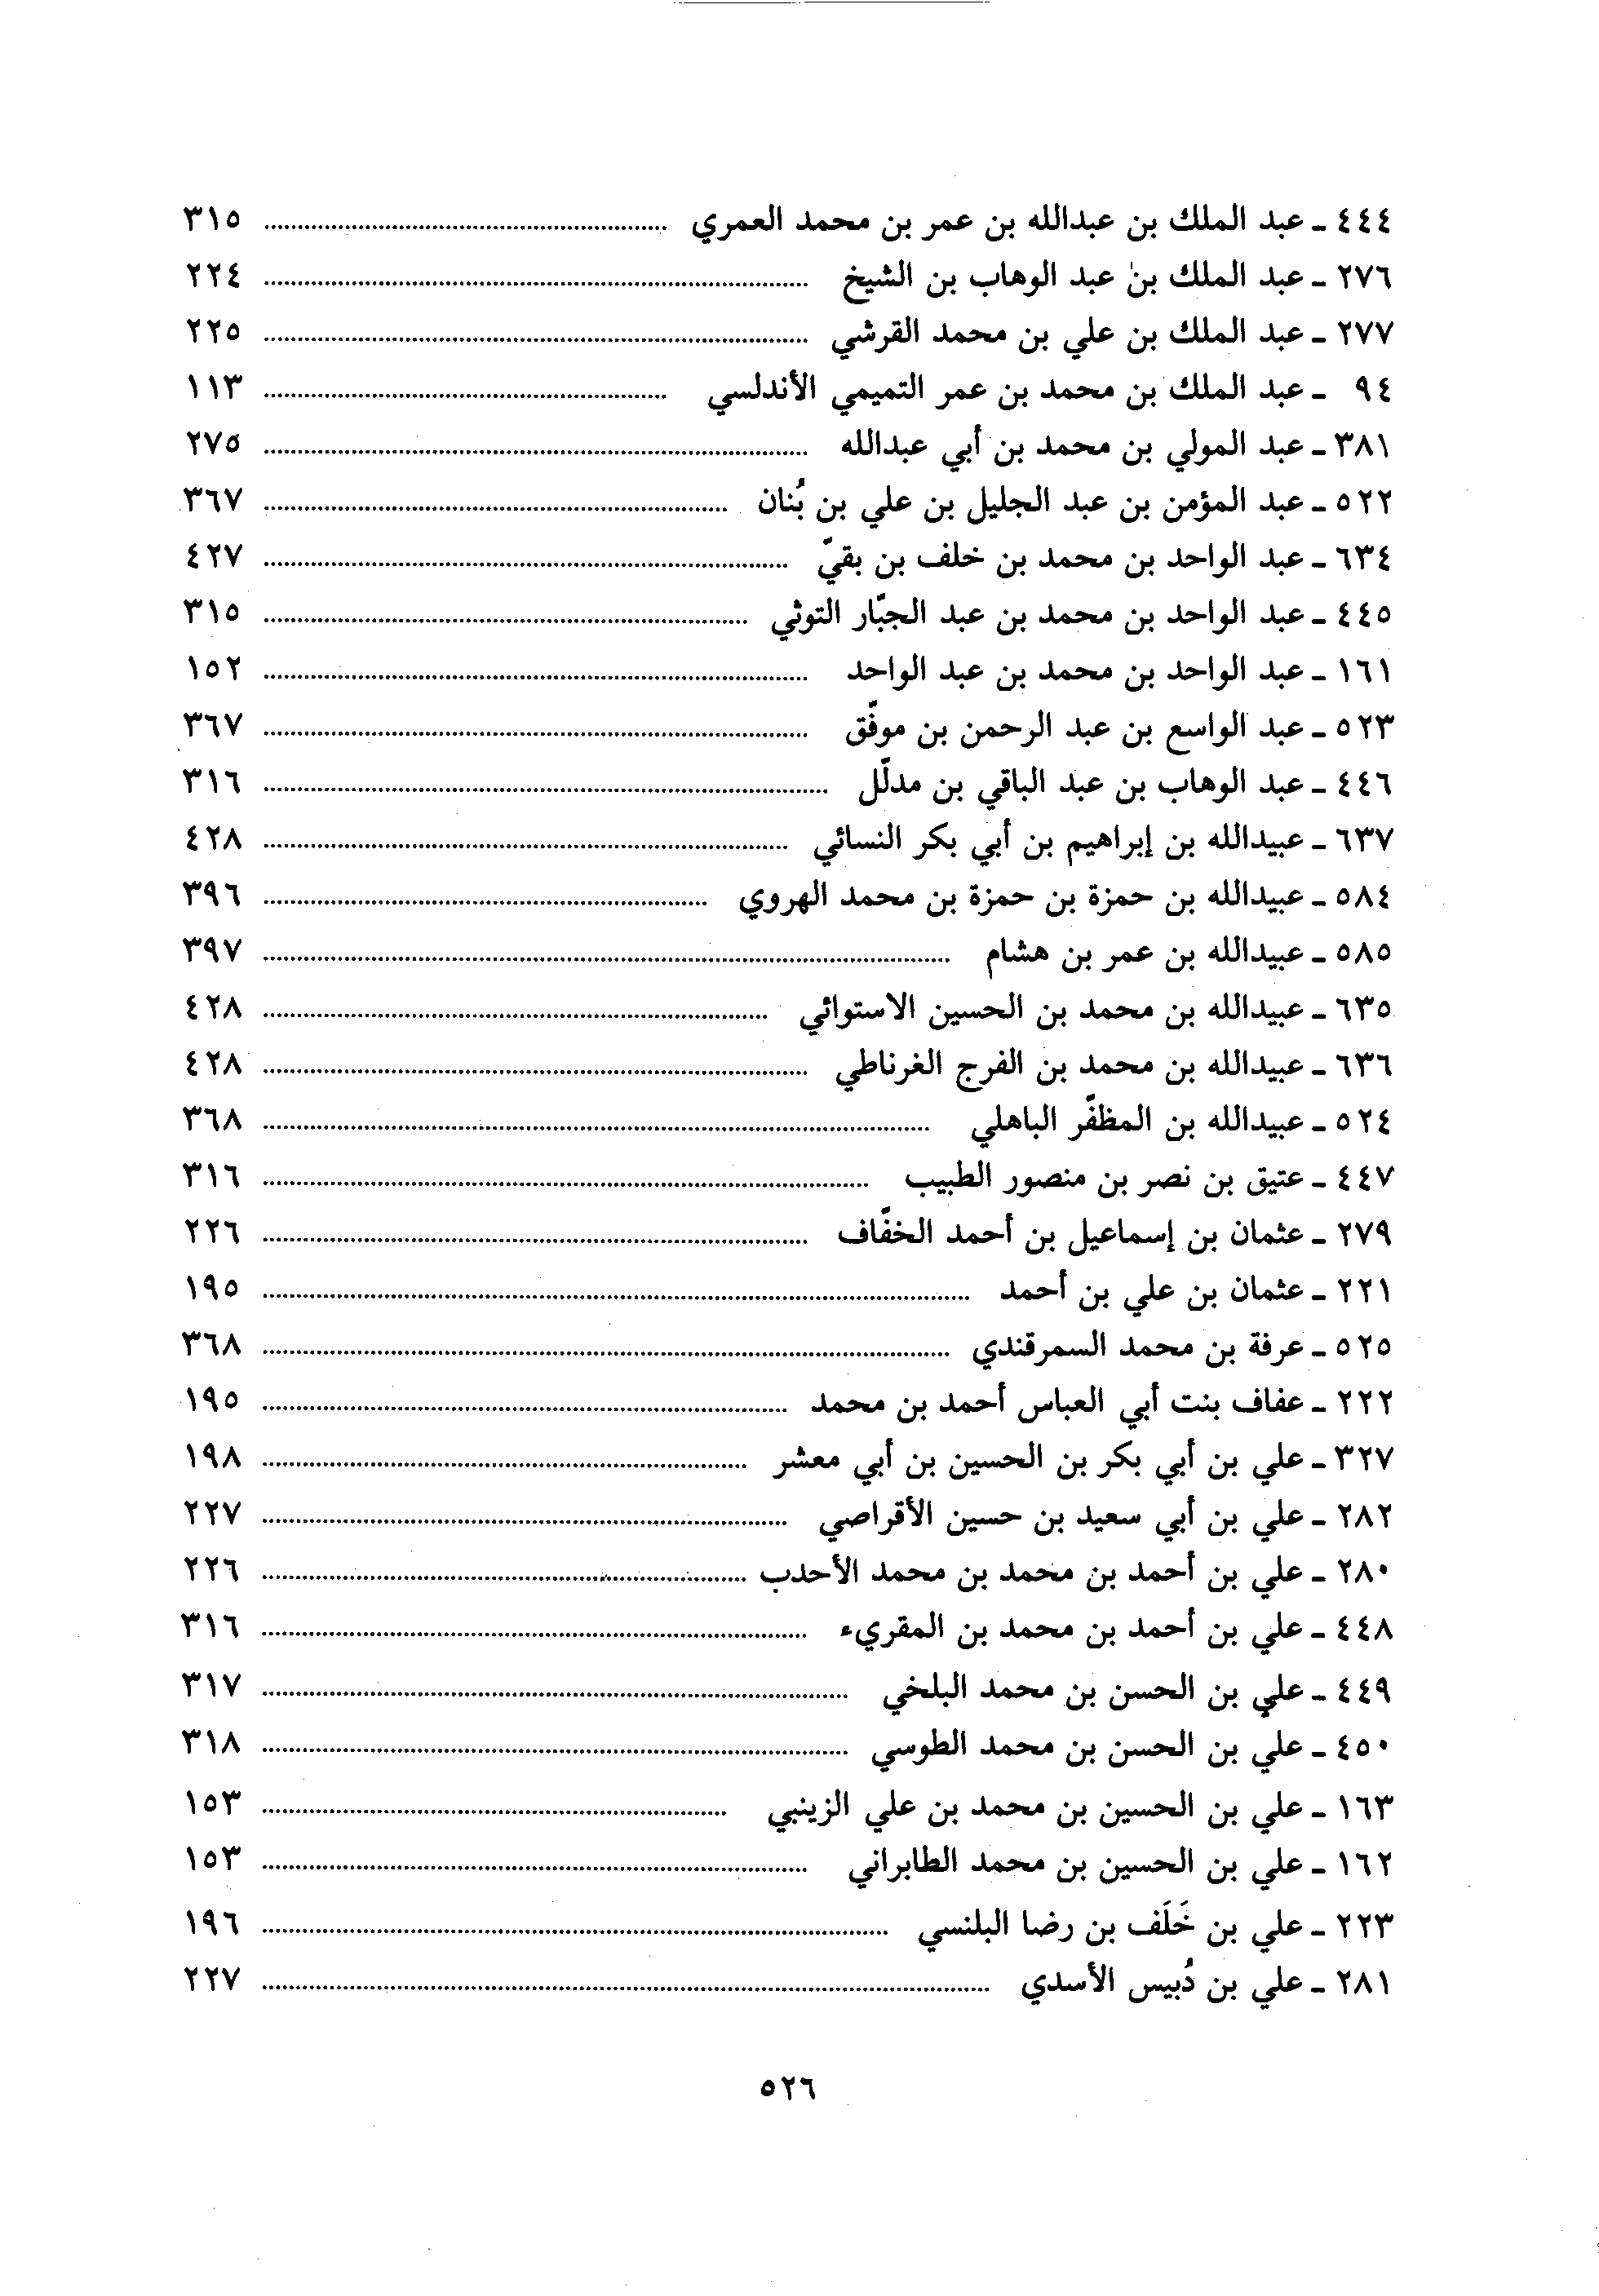 ٤٤٤ ـ عبد الملك بن عبدالله بن عمر بن محمد العمري ........ ٣١٥
٢٧٦ ـ عبد الملك بن عبد الوهاب بن الشيخ ........ ٢٢٤
٢٧٧ ـ عبد الملك بن علي بن محمد القرشي ........ ٢٢٥
٩٤ ـ عبد الملك بن محمد بن عمر التميمي الأندلسي ........ ١١٣
٣٨١ ـ عبد المولي بن محمد بن أبي عبدالله ........ ٢٧٥
٥٢٢ ـ عبد المؤمن بن عبد الجليل بن علي بن بُنان ........ ٣٦٧
٦٣٤ ـ عبد الواحد بن محمد بن خلف بن بقيّ ........ ٤٢٧
٤٤٥ ـ عبد الواحد بن محمد بن عبد الجبّار التوثي ........ ٣١٥
١٦١ ـ عبد الواحد بن محمد بن عبد الواحد ........ ١٥٢
٥٢٣ ـ عبد الواسع بن عبد الرحمن بن موفّق ........ ٣٦٧
٤٤٦ ـ عبد الوهاب بن عبد الباقي بن مدلّل ........ ٣١٦
٦٣٧ ـ عبيدالله بن إبراهيم بن أبي بكر النسائي ........ ٤٢٨
٥٨٤ ـ عبيدالله بن حمزة بن حمزة بن محمد الهروي ........ ٣٩٦
٥٨٥ ـ عبيدالله بن عمر بن هشام ........ ٣٩٧
٦٣٥ ـ عبيدالله بن محمد بن الحسين الاستوائي ........ ٤٢٨
٦٣٦ ـ عبيدالله بن محمد بن الفرج الغرناطي ........ ٤٢٨
٥٢٤ ـ عبيدالله بن المظفّر الباهلي ........ ٣٦٨
٤٤٧ ـ عتيق بن نصر بن منصور الطبيب ........ ٣١٦
٢٧٩ ـ عثمان بن إسماعيل بن أحمد الخفّاف ........ ٢٢٦
٢٢١ ـ عثمان بن علي بن أحمد ........ ١٩٥
٥٢٥ ـ عرفة بن محمد السمرقندي ........ ٣٦٨
٢٢٢ ـ عفاف بنت أبي العباس أحمد بن محمد ........ ١٩٥
٣٢٧ ـ علي بن أبي بكر بن الحسين بن أبي معشر ........ ١٩٨
٢٨٢ ـ علي بن أبي سعيد بن حسين الأقراصي ........ ٢٢٧
٢٨٠ ـ علي بن أحمد بن محمد بن محمد الأحدب ........ ٢٢٦
٤٤٨ ـ علي بن أحمد بن محمد بن المقريء ........ ٣١٦
٤٤٩ ـ علي بن الحسن بن محمد البلخي ........ ٣١٧
٤٥٠ ـ علي بن الحسن بن محمد الطوسي ........ ٣١٨
١٦٣ ـ علي بن الحسين بن محمد بن علي الزينبي ........ ١٥٣
١٦٢ ـ علي بن الحسين بن محمد الطابراني ........ ١٥٣
٢٢٣ ـ علي بن خَلَف بن رضا البلنسي ........ ١٩٦
٢٨١ ـ علي بن دُبيس الأسدي ........ ٢٢٧
٥٢٦